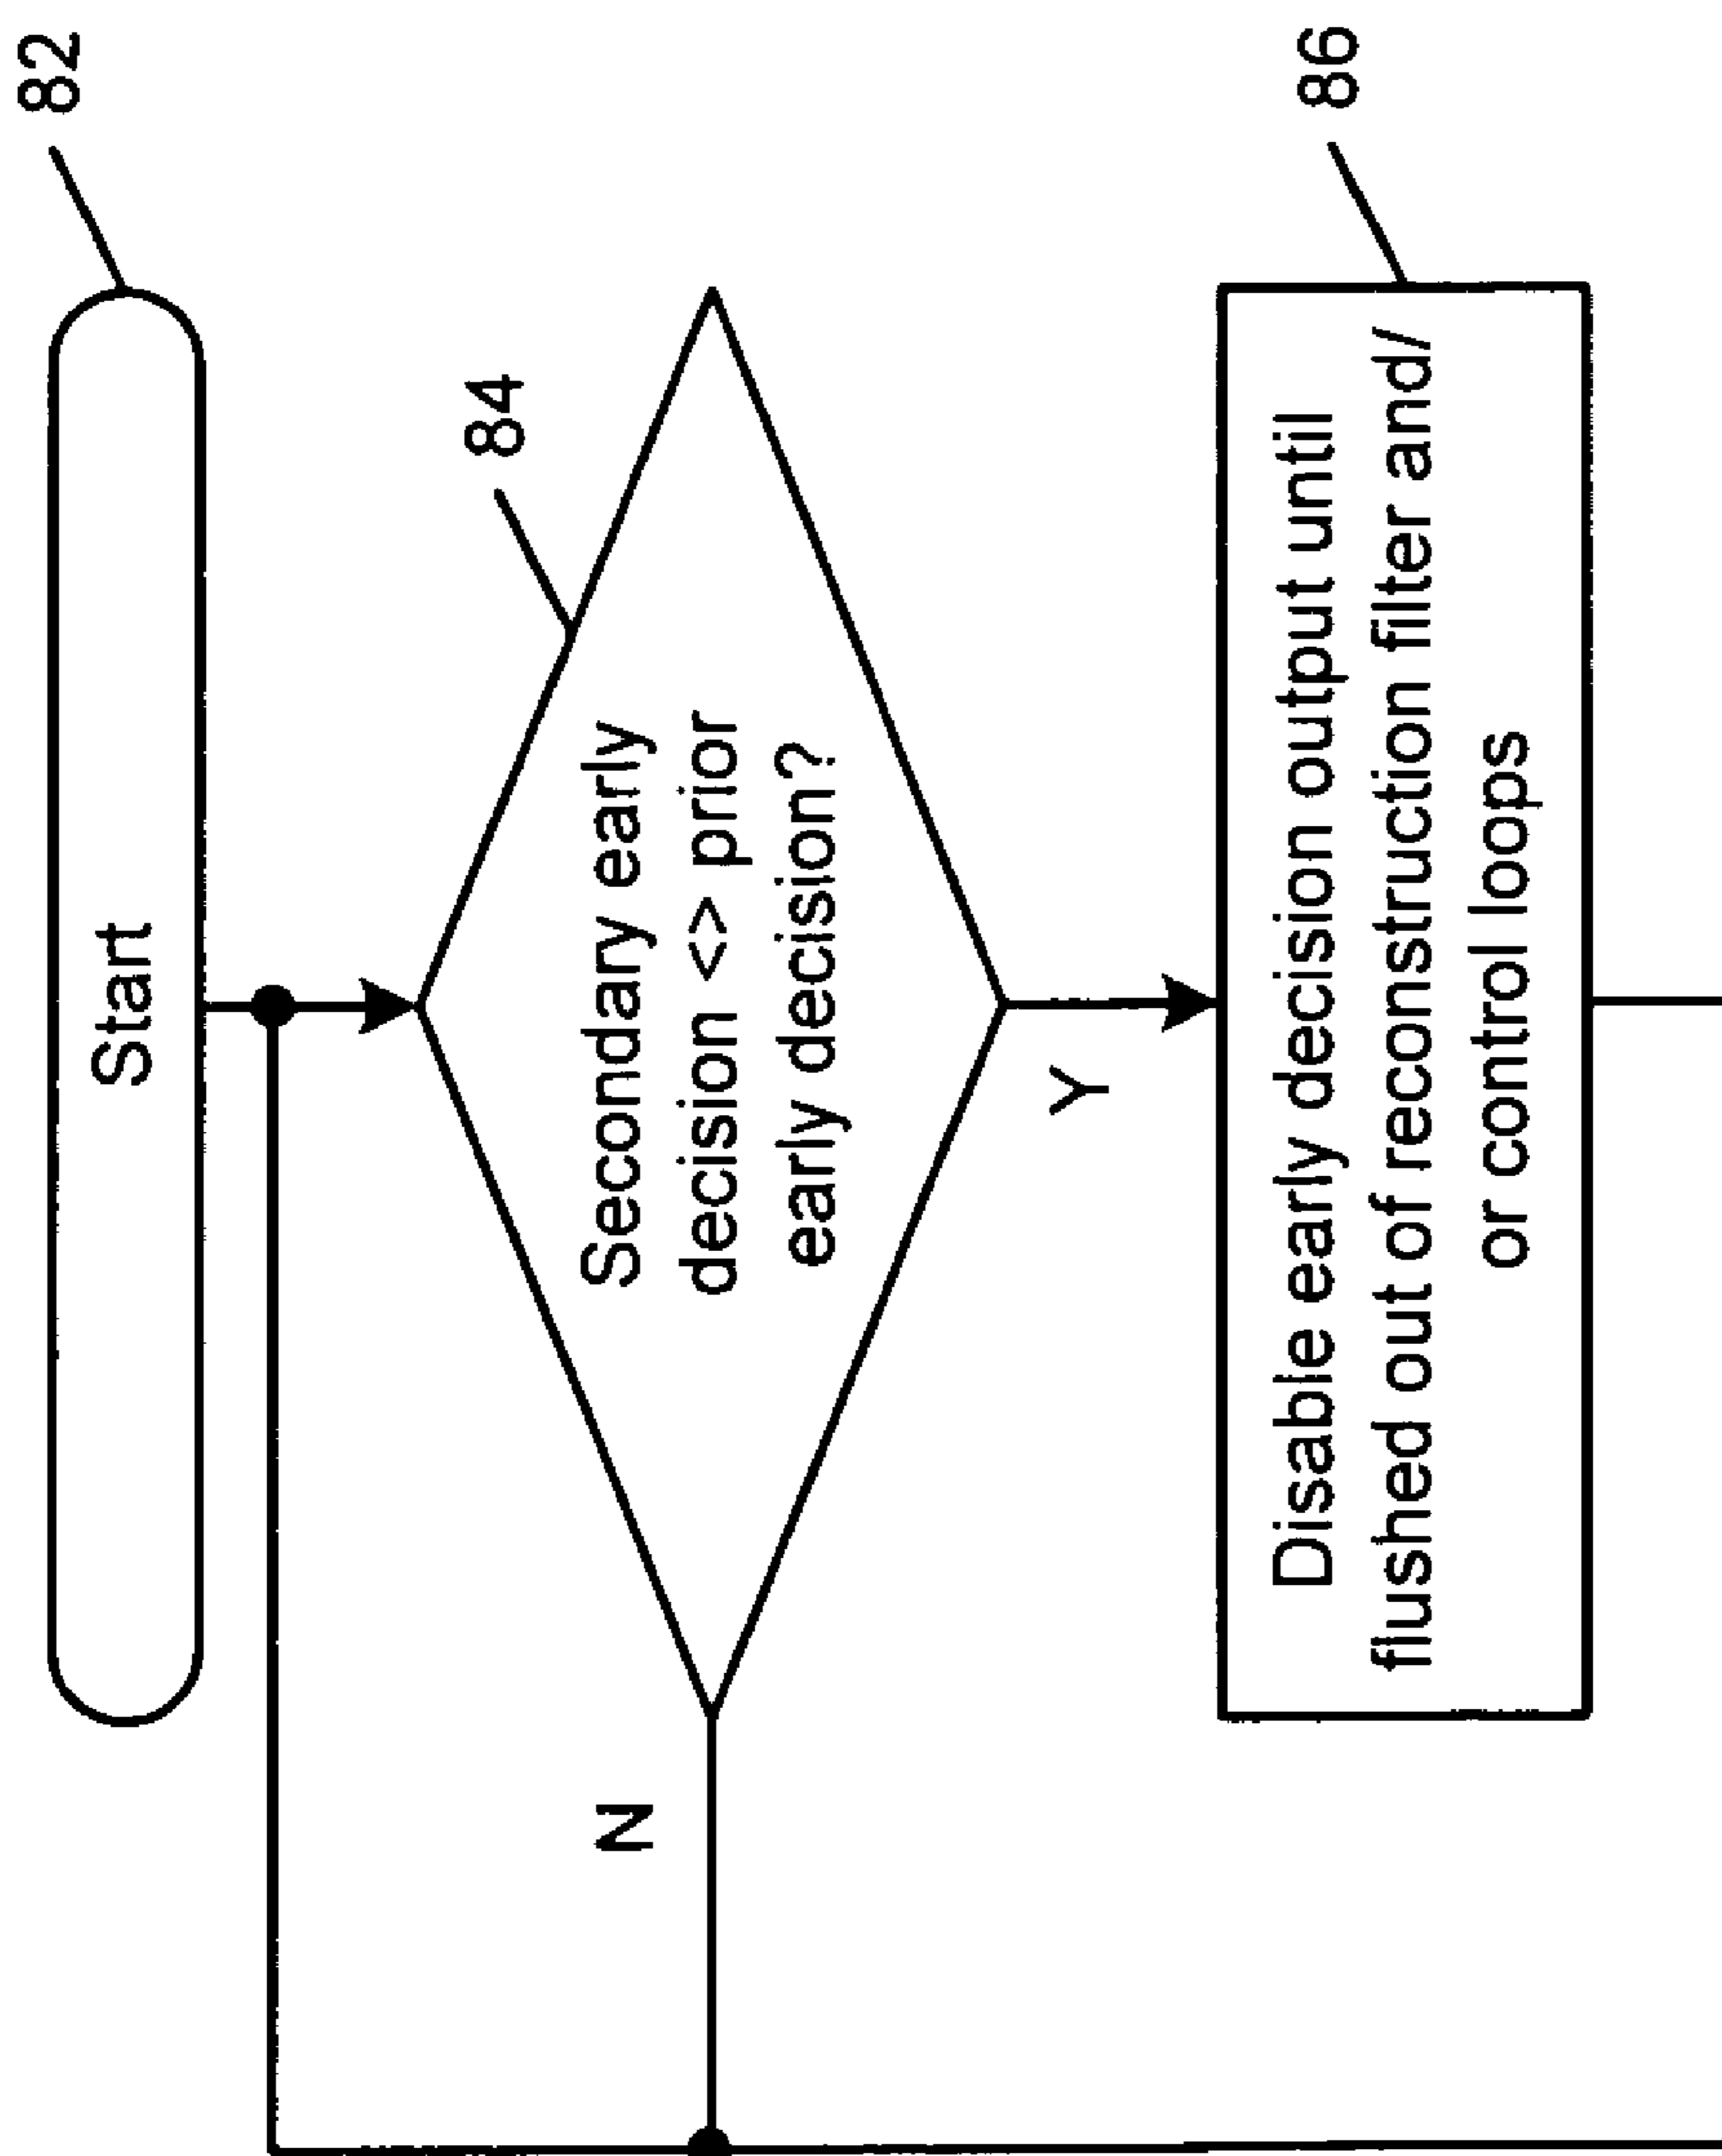 82
Start
84
Secondary early
decision <> prior
early decision?
N
Y
86
Disable early decision output until
flushed out of reconstruction filter and/
or control loops